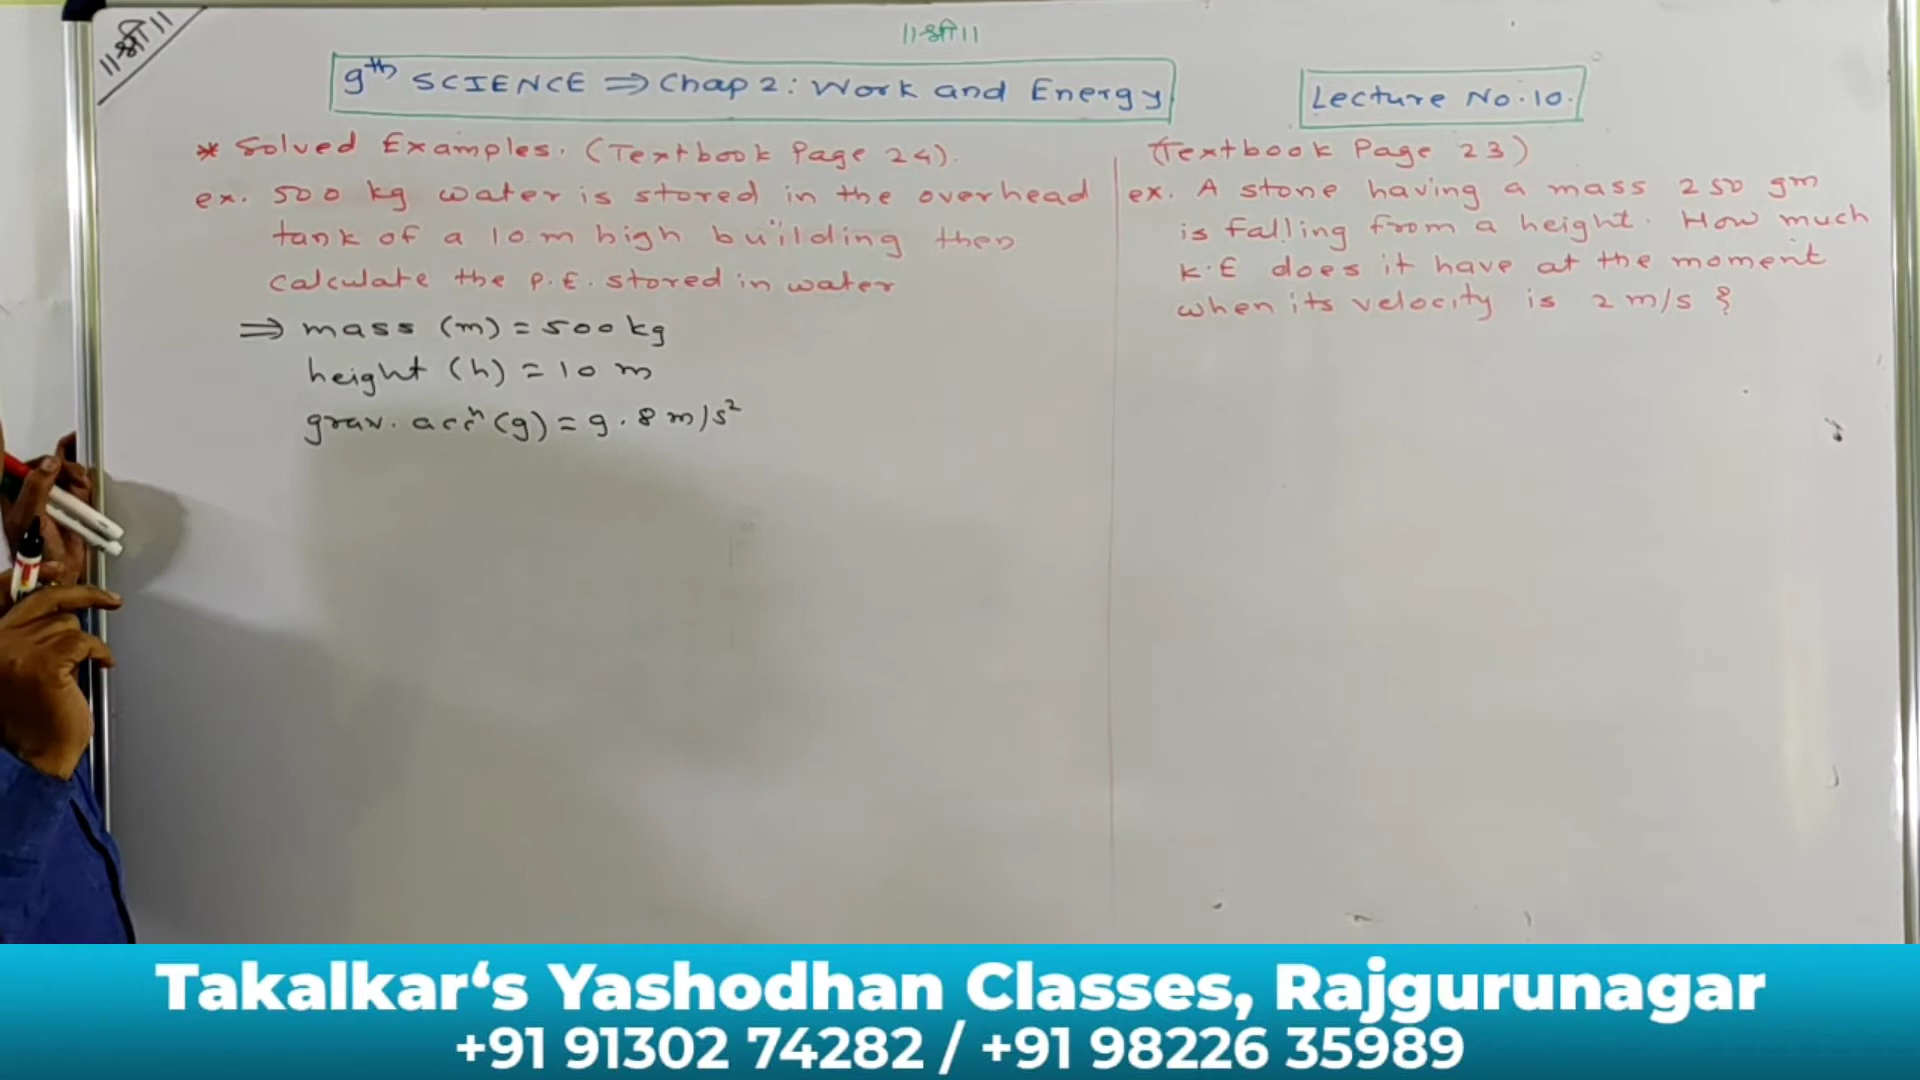 ॥श्री॥
॥श्री॥
9th SCIENCE ⇒ Chap 2: Work and Energy
Lecture No. 10.
* Solved Examples. (Textbook Page 24).
ex. 500 kg water is stored in the overhead
tank of a 10 m high building then
calculate the P.E. stored in water
⇒ mass (m) = 500 kg
height (h) = 10 m
grav. accⁿ (g) = 9.8 m/s²
(Textbook Page 23)
ex. A stone having a mass 250 gm
is falling from a height. How much
K.E does it have at the moment
when its velocity is 2 m/s ?
Takalkar‘s Yashodhan Classes, Rajgurunagar
+91 91302 74282 / +91 98226 35989